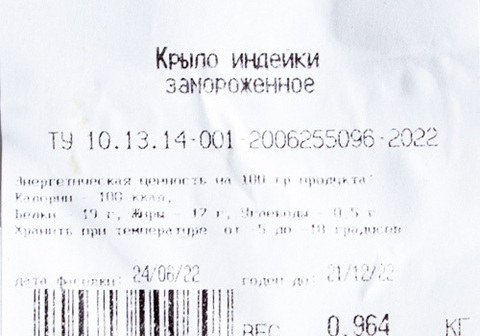 Крыло индейки
замороженное
ТУ 10.13.14-001-2006255096-2022
Энергетическая ценность на 100 гр продукта:
Калории - 100 ккал,
Белки - 19 г, Жиры - 12 г, Углеводы - 0.5 г
Хранить при температуре от -5 до -18 градусов
дата фасовки: 24/06/22 годен до: 21/12/22
ВЕС 0,964 КГ